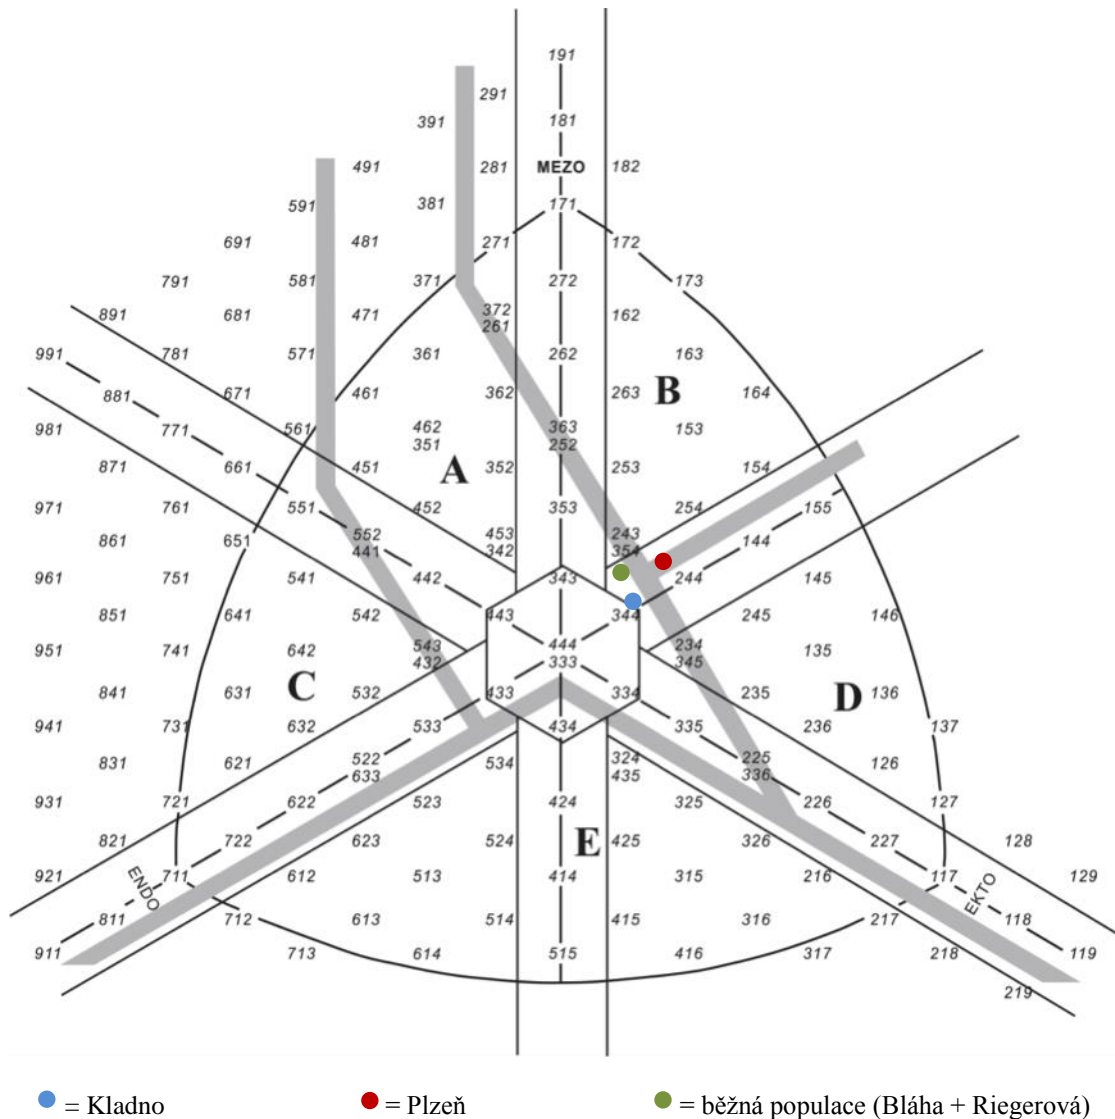 191
291
391 181
491 281 MEZO 182
591 381 171
691 481 271 172
791 581 371 272 173
891 681 471 372 162
261
991 781 571 361 262 163
881 671 461 362 263 B 164
981 771 561 462 363 153
351 252
871 661 451 A 352 253 154
971 761 551 452 353 254 155
861 651 552 453 243 144
441 342 354
961 751 541 442 343 244 145
851 641 542 443 344 245 146
951 741 642 543 444 234 135
432 333 345
841 631 C 532 433 334 235 D 136
941 731 632 533 434 335 236 137
831 621 522 534 324 225 126
633 435 336
931 721 622 523 424 325 226 127
821 722 623 524 E 425 326 227 128
921 ENDO 711 612 513 414 315 216 117 EKTO 129
911 811 712 613 514 415 316 217 118
713 614 515 416 317 218 119
219
= Kladno = Plzeň = běžná populace (Bláha + Riegerová)